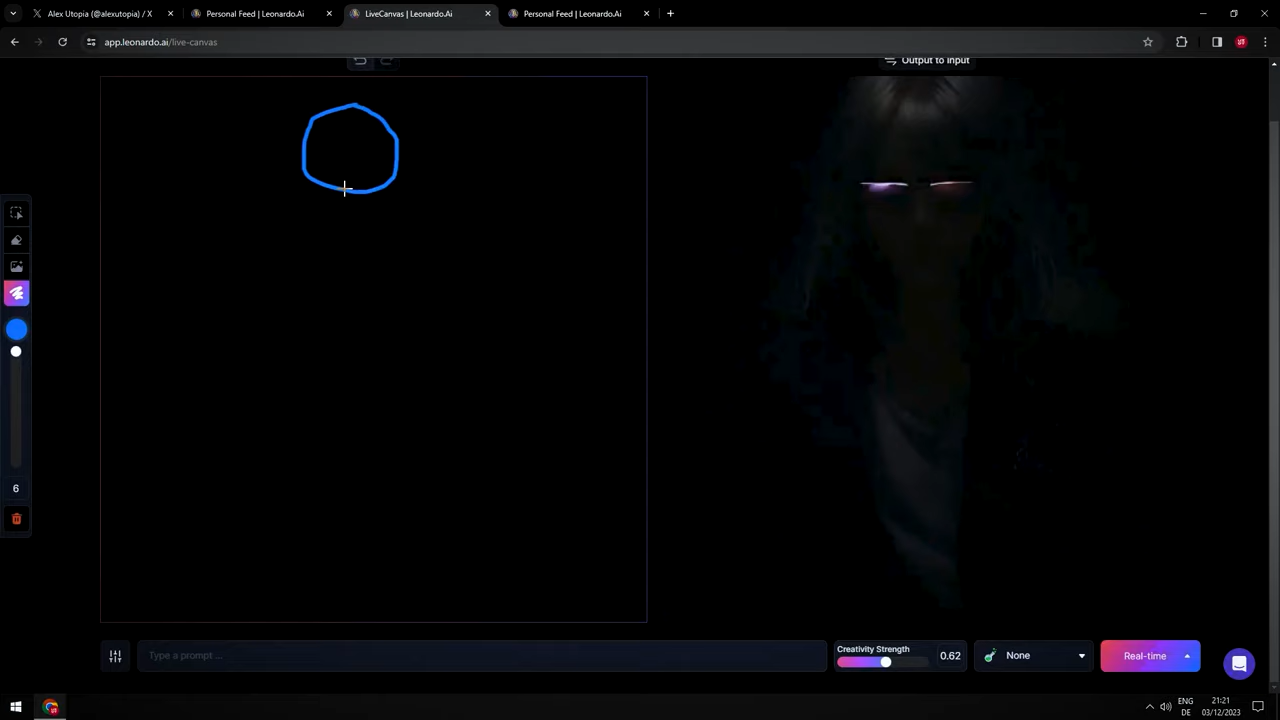 Alex Utopia (@alexutopia) / X
Personal Feed | Leonardo.Ai
LiveCanvas | Leonardo.Ai
Personal Feed | Leonardo.Ai
app.leonardo.ai/live-canvas
Output to Input
6
Type a prompt ...
Creativity Strength
0.62
None
Real-time
ENG
DE
21:21
03/12/2023